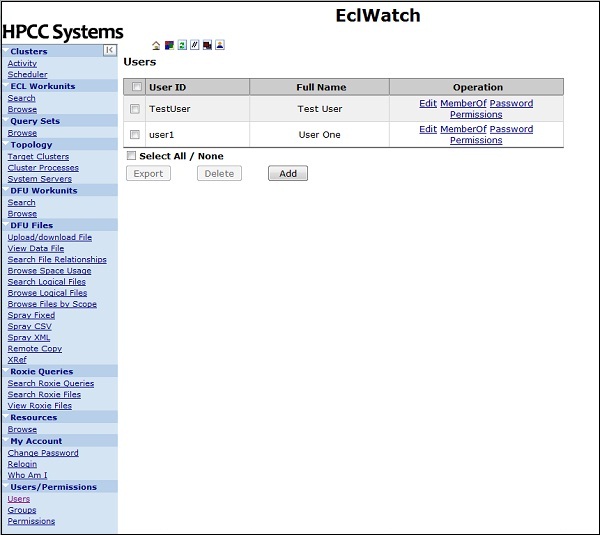 EclWatch
HPCC Systems
Clusters
Activity
Scheduler
ECL Workunits
Search
Browse
Query Sets
Browse
Topology
Target Clusters
Cluster Processes
System Servers
DFU Workunits
Search
Browse
DFU Files
Upload/download File
View Data File
Search File Relationships
Browse Space Usage
Search Logical Files
Browse Logical Files
Browse Files by Scope
Spray Fixed
Spray CSV
Spray XML
Remote Copy
XRef
Roxie Queries
Search Roxie Queries
Search Roxie Files
View Roxie Files
Resources
Browse
My Account
Change Password
Relogin
Who Am I
Users/Permissions
Users
Groups
Permissions
Users
User ID Full Name Operation
TestUser Test User Edit MemberOf Password
Permissions
user1 User One Edit MemberOf Password
Permissions
Select All / None
Export Delete Add